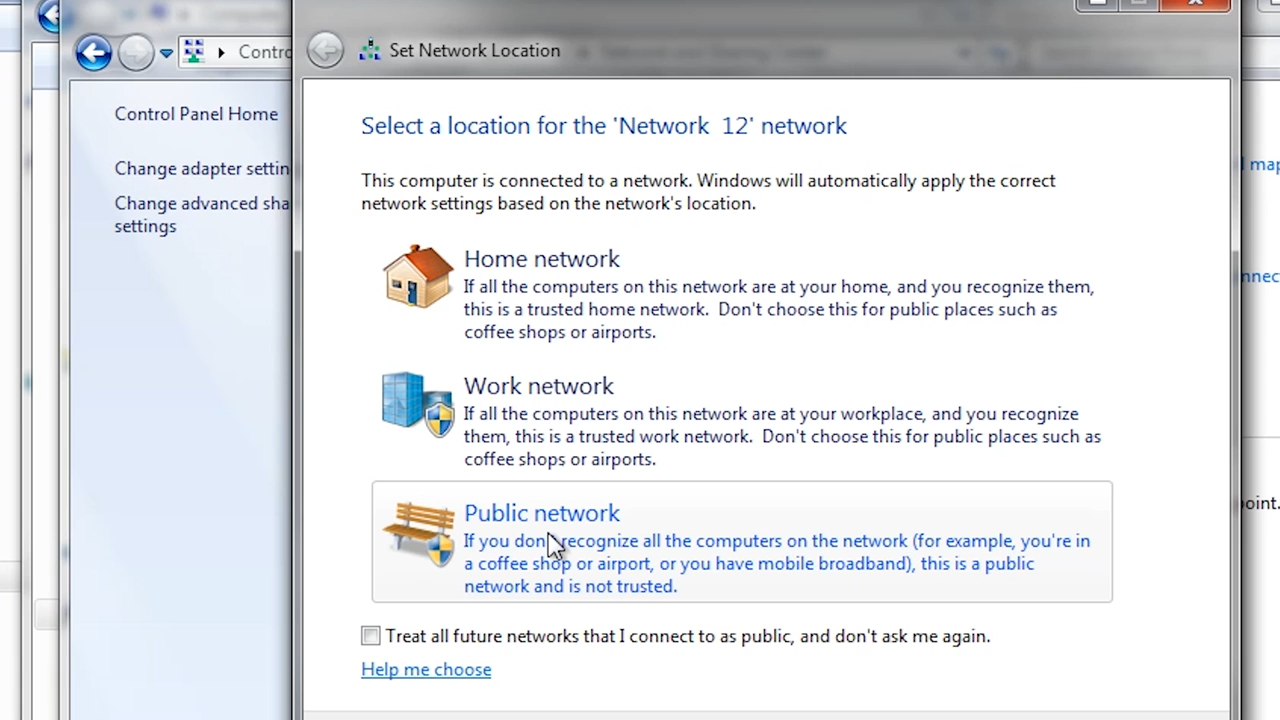 Contro
Set Network Location
Control Panel Home
Change adapter settin
Change advanced sha
settings
Select a location for the 'Network  12' network
This computer is connected to a network. Windows will automatically apply the correct
network settings based on the network's location.
Home network
If all the computers on this network are at your home, and you recognize them,
this is a trusted home network.  Don't choose this for public places such as
coffee shops or airports.
Work network
If all the computers on this network are at your workplace, and you recognize
them, this is a trusted work network.  Don't choose this for public places such as
coffee shops or airports.
Public network
If you don't recognize all the computers on the network (for example, you're in
a coffee shop or airport, or you have mobile broadband), this is a public
network and is not trusted.
Treat all future networks that I connect to as public, and don't ask me again.
Help me choose
l map
nnec
point.